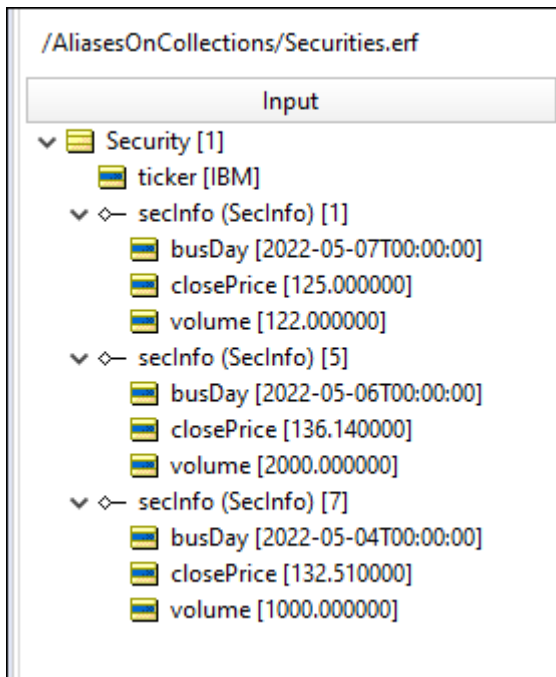 /AliasesOnCollections/Securities.erf
Input
Security [1]
ticker [IBM]
secInfo (SecInfo) [1]
busDay [2022-05-07T00:00:00]
closePrice [125.000000]
volume [122.000000]
secInfo (SecInfo) [5]
busDay [2022-05-06T00:00:00]
closePrice [136.140000]
volume [2000.000000]
secInfo (SecInfo) [7]
busDay [2022-05-04T00:00:00]
closePrice [132.510000]
volume [1000.000000]